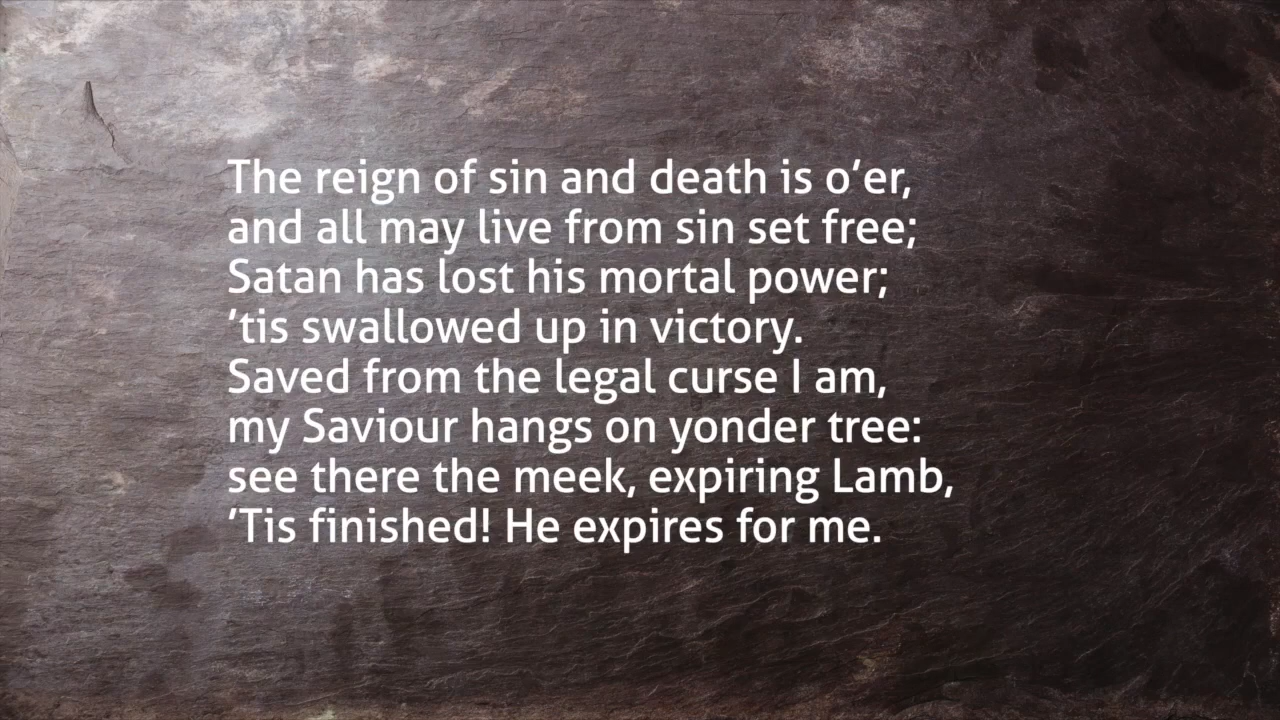 The reign of sin and death is o’er,
and all may live from sin set free;
Satan has lost his mortal power;
’tis swallowed up in victory.
Saved from the legal curse I am,
my Saviour hangs on yonder tree:
see there the meek, expiring Lamb,
’Tis finished! He expires for me.